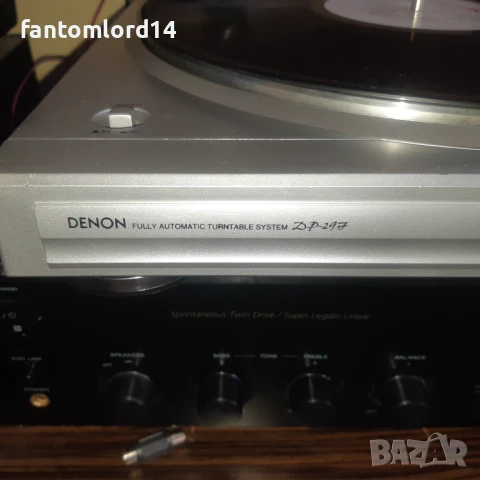 fantomlord14
DENON FULLY AUTOMATIC TURNTABLE SYSTEM DP-29F
Spontaneous Twin Drive / Super Legato Linear
SPEAKERS BASS TONE TREBLE BALANCE
POWER
BAZAR